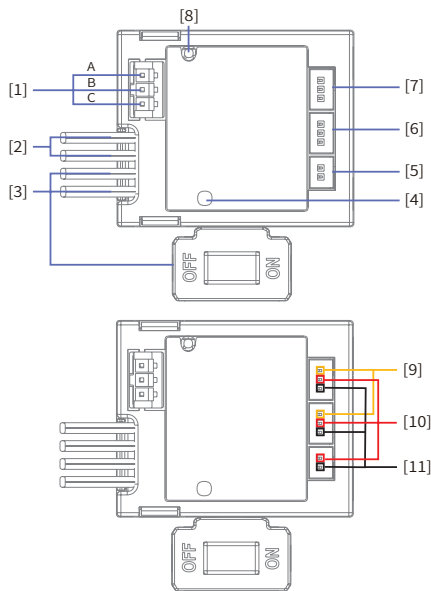 [8]
A
[1]
B
C
[7]
[2]
[6]
[3]
[5]
[4]
OFF
ON
[9]
[10]
[11]
OFF
ON